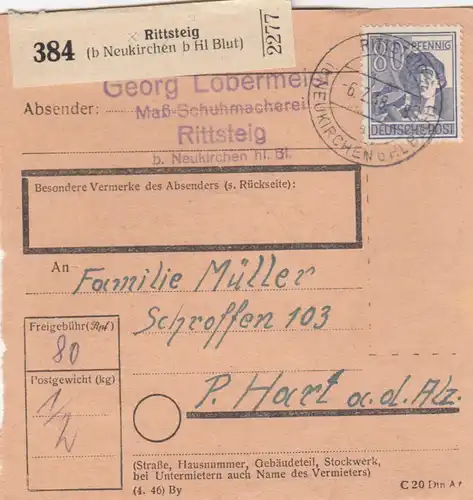 384
Rittsteig
(b Neukirchen b Hl Blut)
2277
Georg Lobermei
Absender:
Maß-Schuhmacherei
Rittsteig
b. Neukirchen hl. Bl.
80 PFENNIG
DEUTSCHE POST
NEUKIRCHEN
Besondere Vermerke des Absenders (s. Rückseite):
An
Familie Müller
Schroffen 103
P. Hart a. d. Alz.
Freigebühr (Rpf)
80
Postgewicht (kg)
1/2
(Straße, Hausnummer, Gebäudeteil, Stockwerk,
bei Untermietern auch Name des Vermieters)
(4. 46) By
C 20 Din A